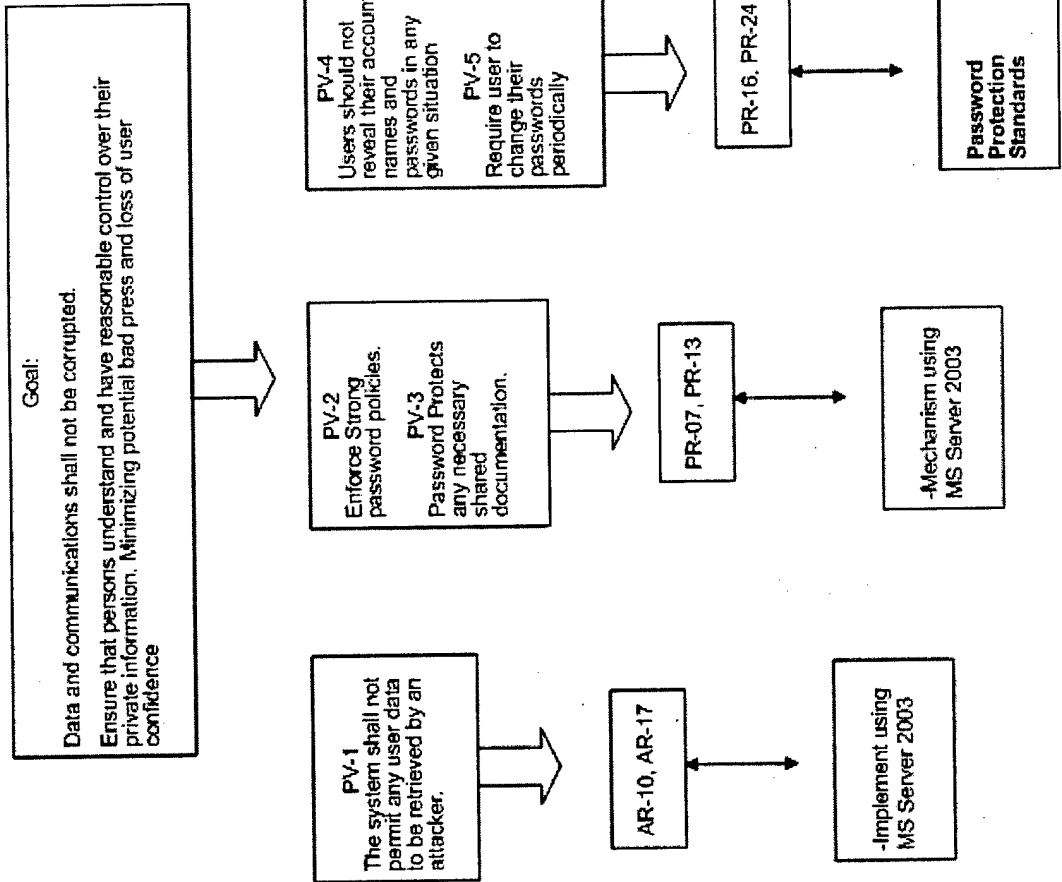 Goal:
Data and communications shall not be corrupted.
Ensure that persons understand and have reasonable control over their
private information. Minimizing potential bad press and loss of user
confidence
PV-1
The system shall not
permit any user data
to be retrieved by an
attacker.
AR-10, AR-17
-Implement using
MS Server 2003
PV-2
Enforce Strong
password policies.
PV-3
Password Protects
any necessary
shared
documentation.
PR-07, PR-13
-Mechanism using
MS Server 2003
PV-4
Users should not
reveal their accoun
names and
passwords in any
given situation
PV-5
Require user to
change their
passwords
periodically
PR-16, PR-24
Password
Protection
Standards